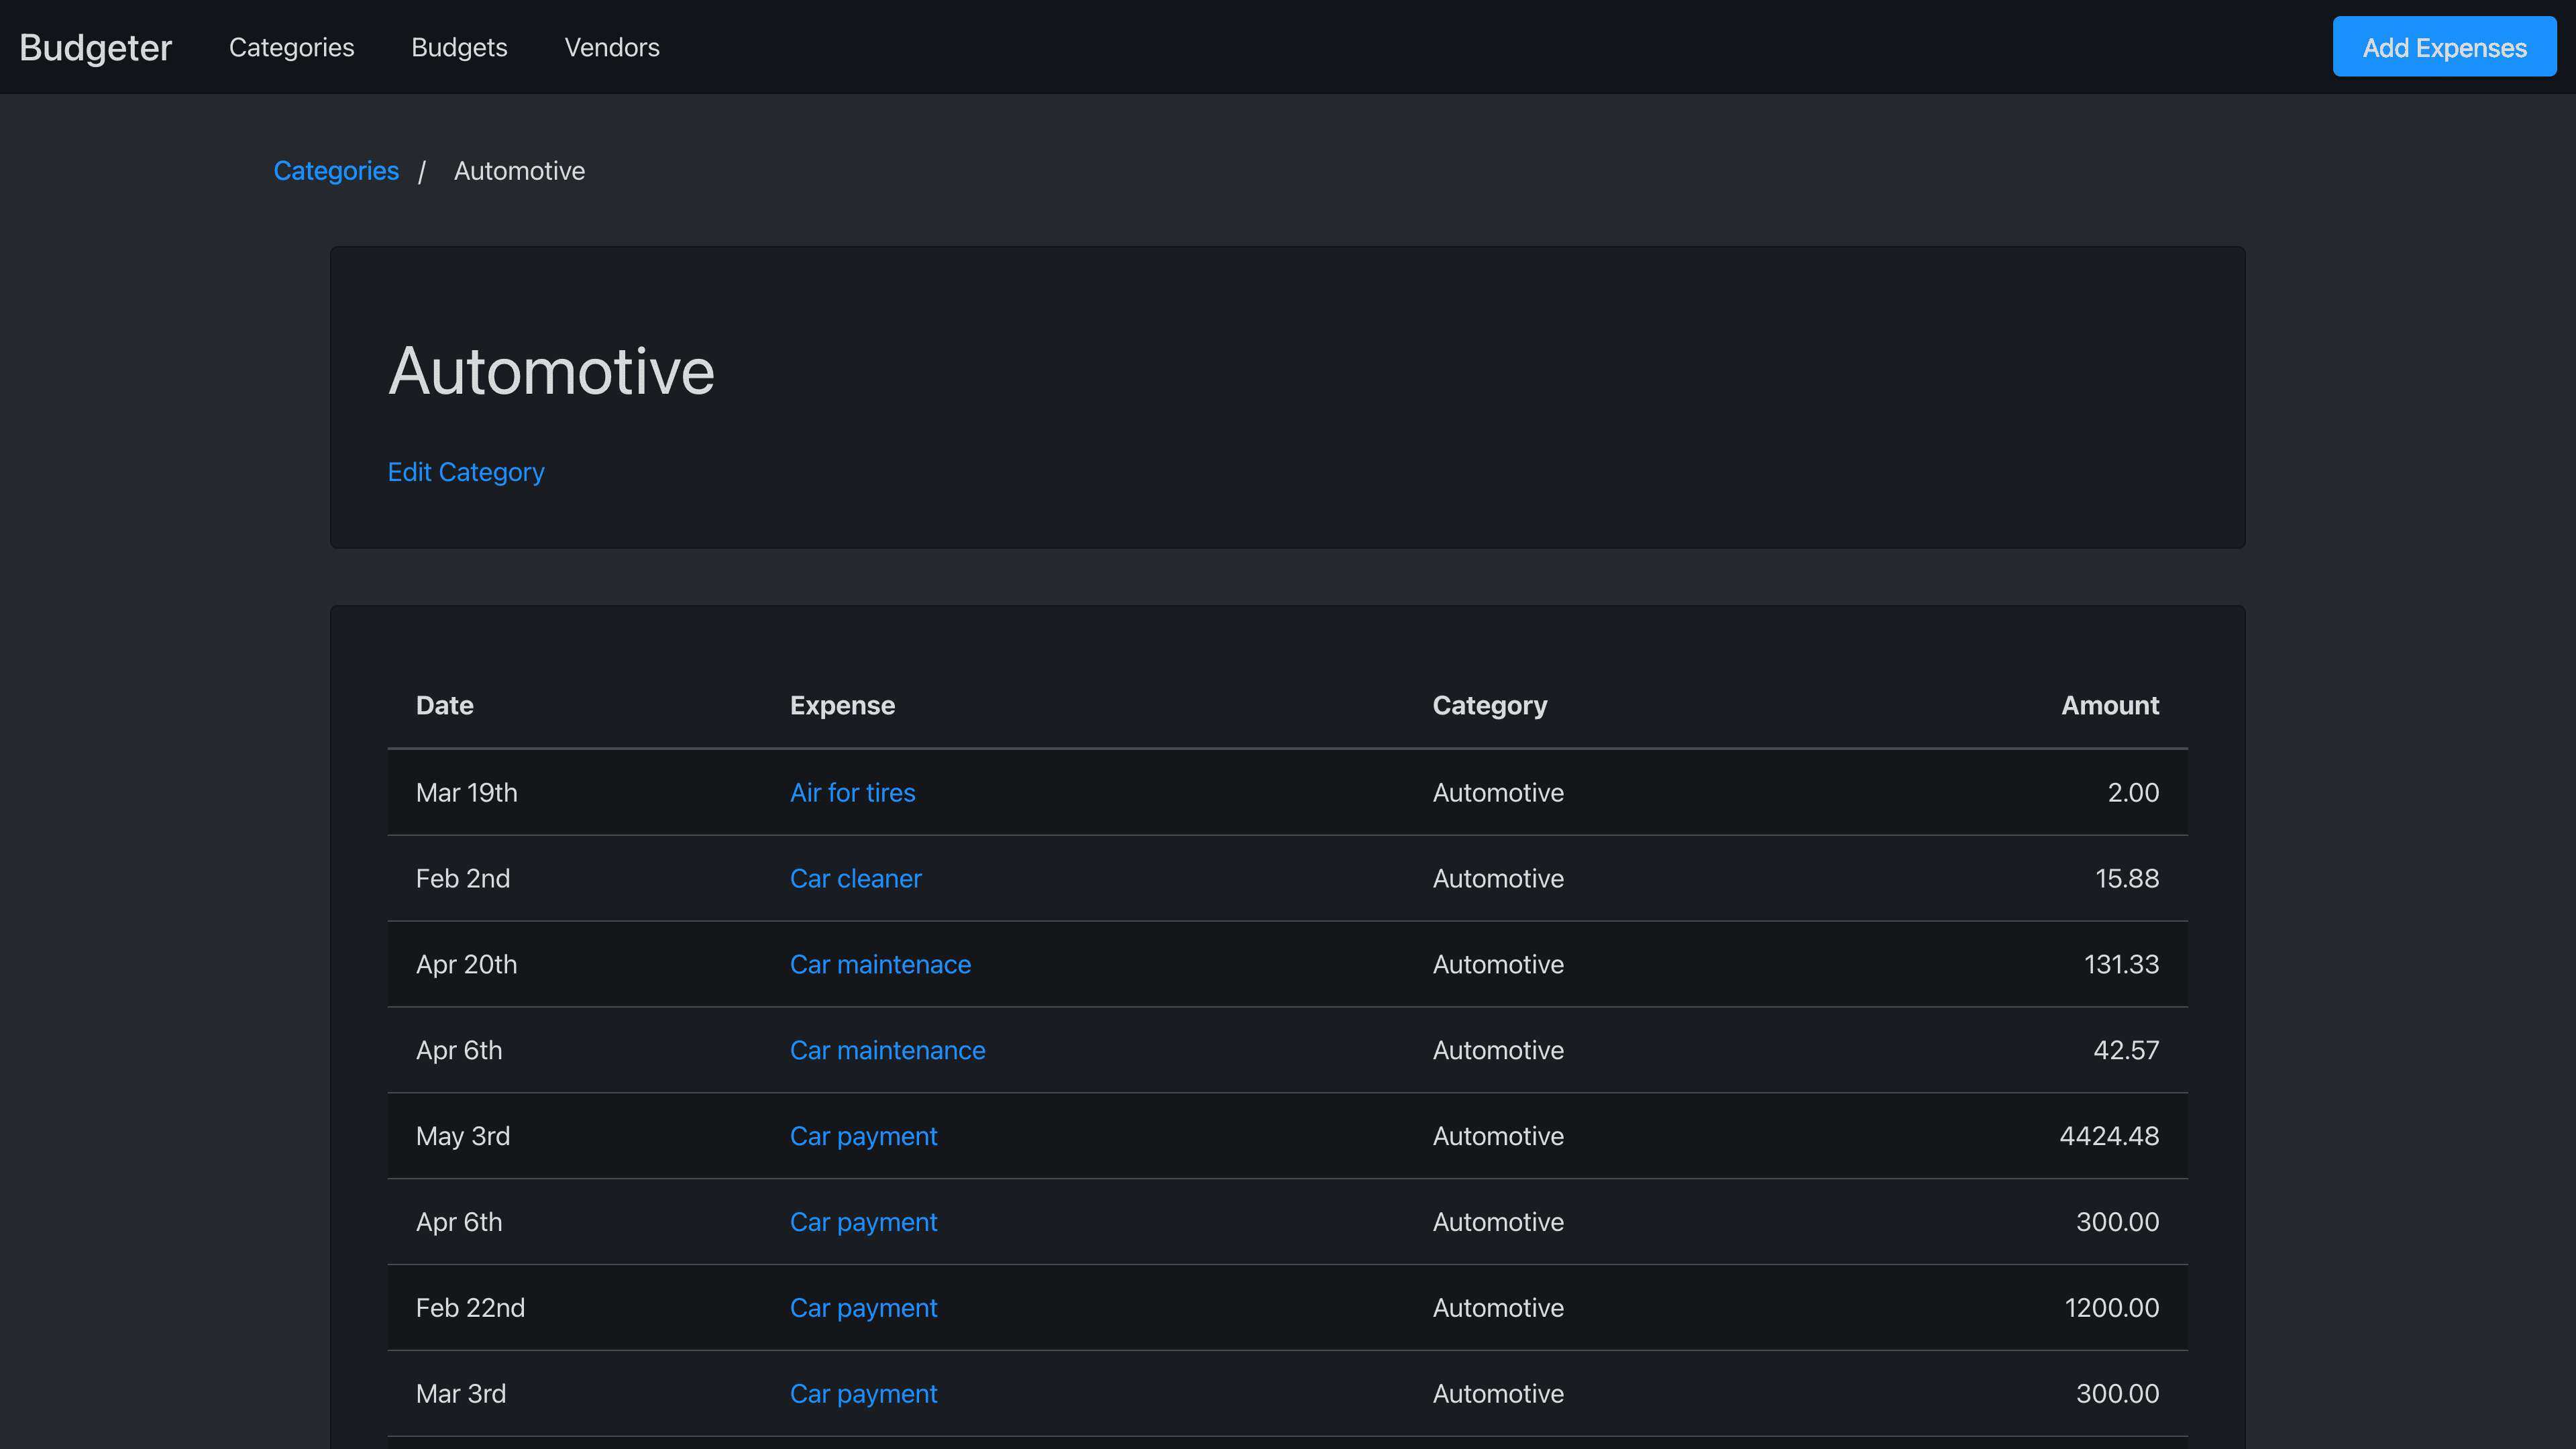 Budgeter Categories Budgets Vendors Add Expenses
Categories / Automotive
Automotive
Edit Category
Date Expense Category Amount
Mar 19th Air for tires Automotive 2.00
Feb 2nd Car cleaner Automotive 15.88
Apr 20th Car maintenace Automotive 131.33
Apr 6th Car maintenance Automotive 42.57
May 3rd Car payment Automotive 4424.48
Apr 6th Car payment Automotive 300.00
Feb 22nd Car payment Automotive 1200.00
Mar 3rd Car payment Automotive 300.00